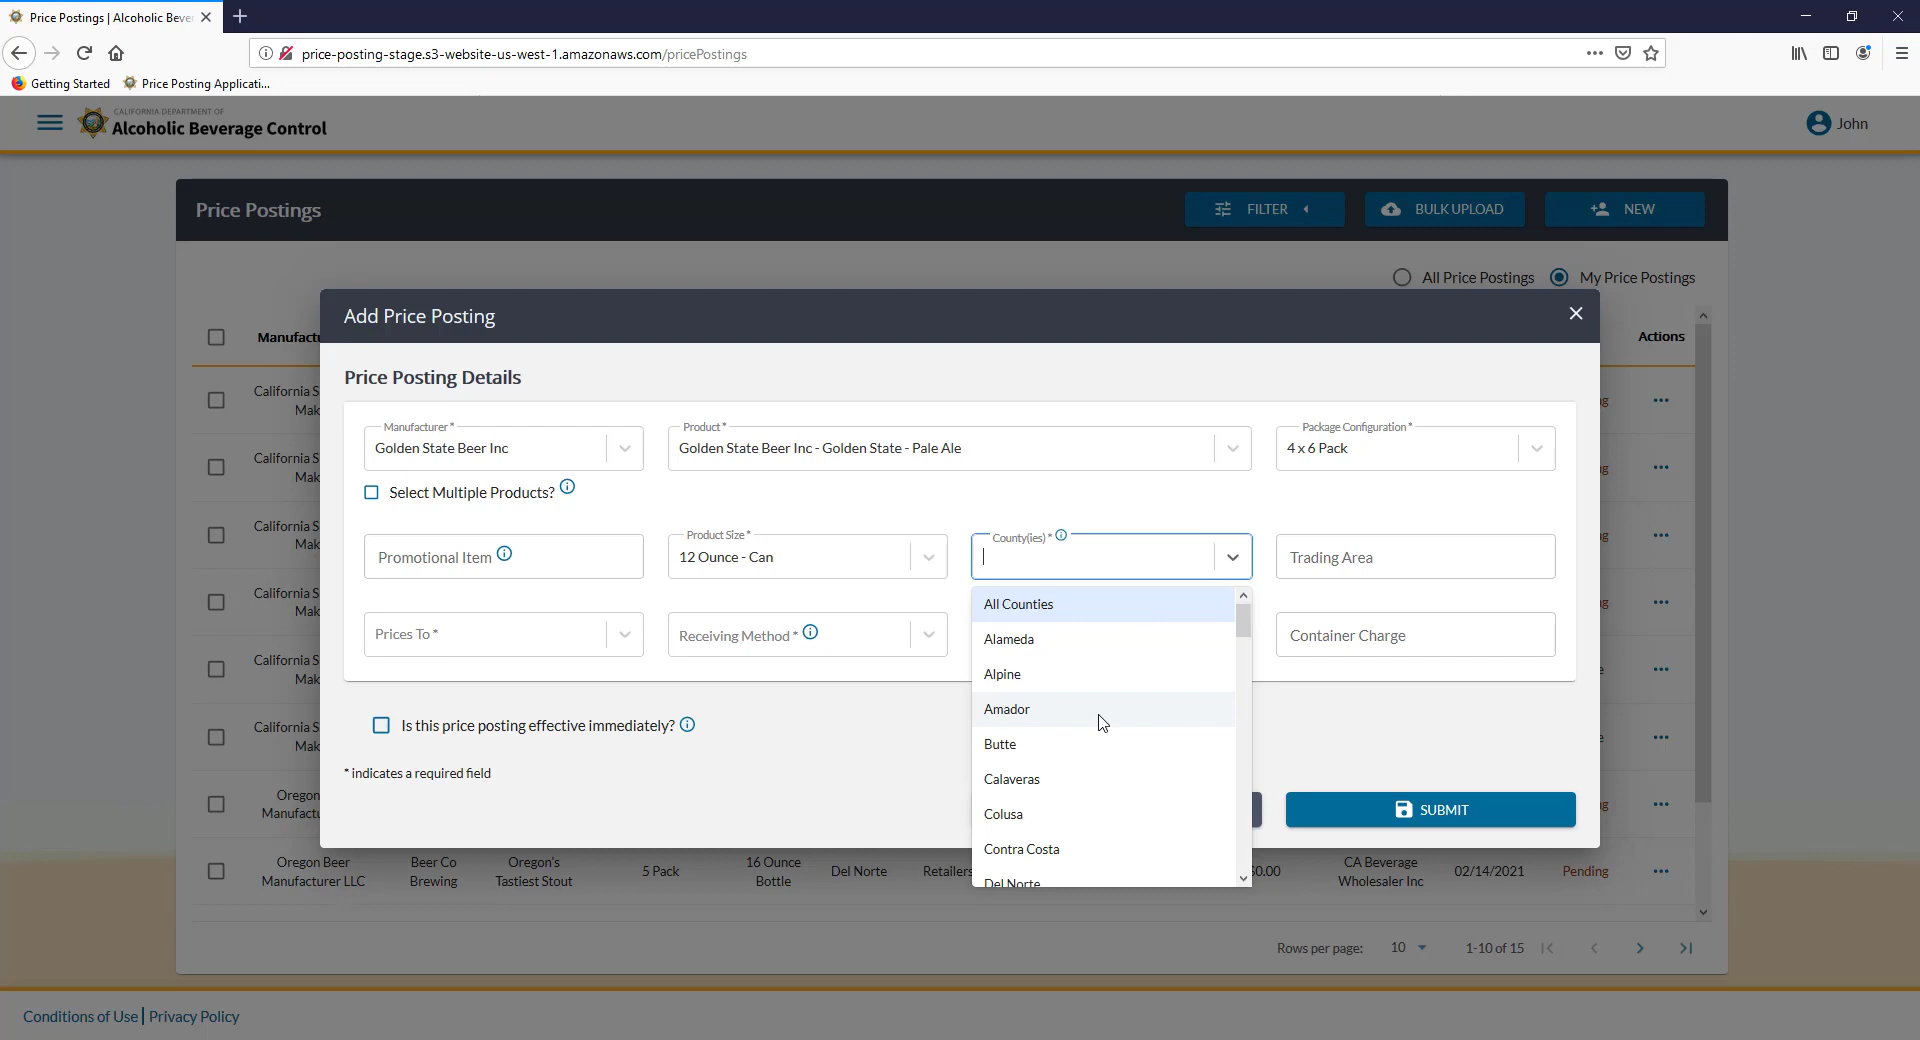 Price Postings | Alcoholic Bever
price-posting-stage.s3-website-us-west-1.amazonaws.com/pricePostings
Getting Started
Price Posting Applicati...
CALIFORNIA DEPARTMENT OF
Alcoholic Beverage Control
John
Price Postings
FILTER
BULK UPLOAD
NEW
All Price Postings
My Price Postings
Manufactu
Actions
Add Price Posting
Price Posting Details
Manufacturer *
Golden State Beer Inc
Product *
Golden State Beer Inc - Golden State - Pale Ale
Package Configuration *
4 x 6 Pack
Select Multiple Products?
Promotional Item
Product Size *
12 Ounce - Can
County(ies) *
Trading Area
Prices To *
Receiving Method *
Container Charge
All Counties
Alameda
Alpine
Amador
Butte
Calaveras
Colusa
Contra Costa
Del Norte
Is this price posting effective immediately?
* indicates a required field
SUBMIT
California S
Mak
California S
Mak
California S
Mak
California S
Mak
California S
Mak
California S
Mak
Oregon
Manufactu
Oregon Beer
Manufacturer LLC
Beer Co
Brewing
Oregon's
Tastiest Stout
5 Pack
16 Ounce
Bottle
Del Norte
Retailers
0.00
CA Beverage
Wholesaler Inc
02/14/2021
Pending
Rows per page:
10
1-10 of 15
Conditions of Use | Privacy Policy